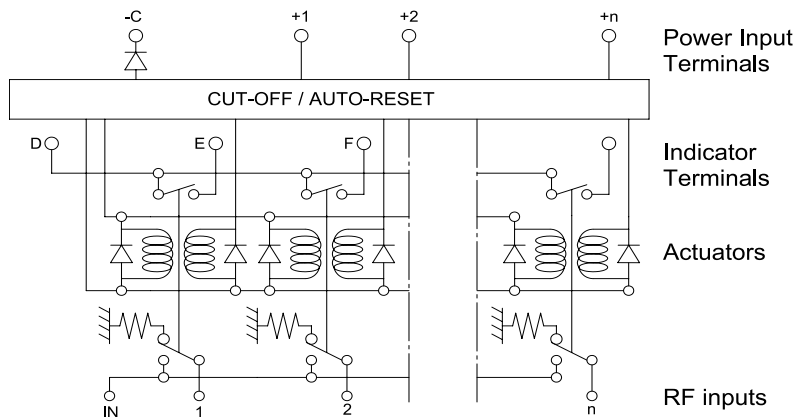 -C +1 +2 +n
Power Input
Terminals
CUT-OFF / AUTO-RESET
D E F
Indicator
Terminals
Actuators
IN 1 2 n
RF inputs